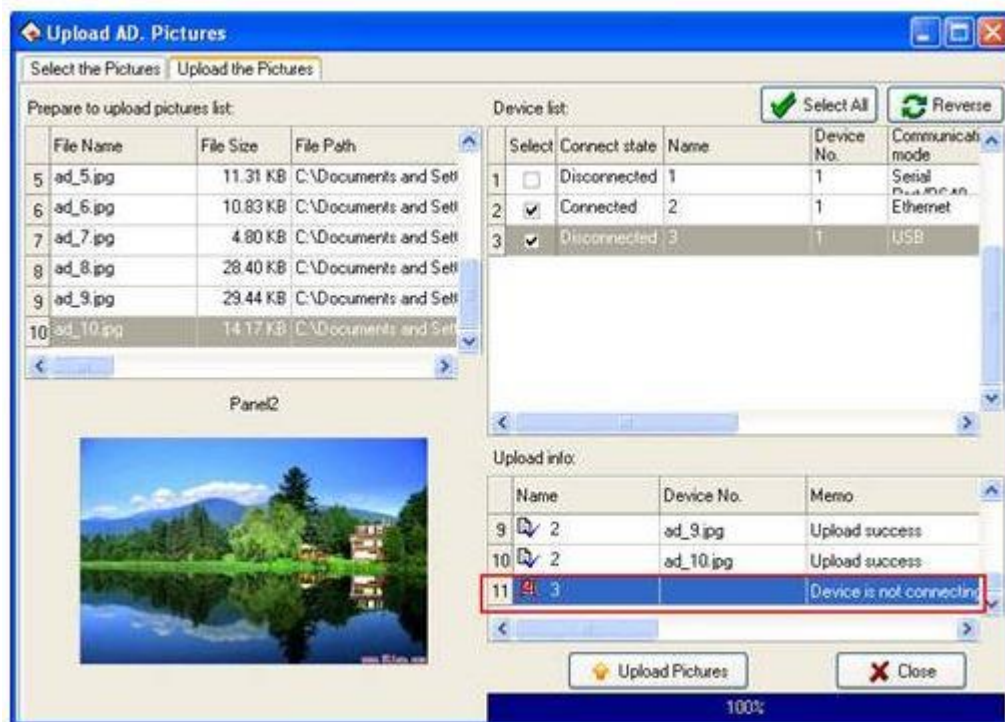 Upload AD. Pictures
Select the Pictures Upload the Pictures
Prepare to upload pictures list:
File Name File Size File Path
5 ad_5.jpg 11.31 KB C:\Documents and Sett
6 ad_6.jpg 10.83 KB C:\Documents and Sett
7 ad_7.jpg 4.80 KB C:\Documents and Sett
8 ad_8.jpg 28.40 KB C:\Documents and Sett
9 ad_9.jpg 29.44 KB C:\Documents and Sett
10 ad_10.jpg 14.17 KB C:\Documents and Sett
Panel2
Device list:
Select All
Reverse
Select Connect state Name Device No. Communicati mode
1 Disconnected 1 1 Serial
2 Connected 2 1 Ethernet
3 Disconnected 3 1 USB
Upload info:
Name Device No. Memo
9 2 ad_9.jpg Upload success
10 2 ad_10.jpg Upload success
11 3 Device is not connecting
Upload Pictures
Close
100%